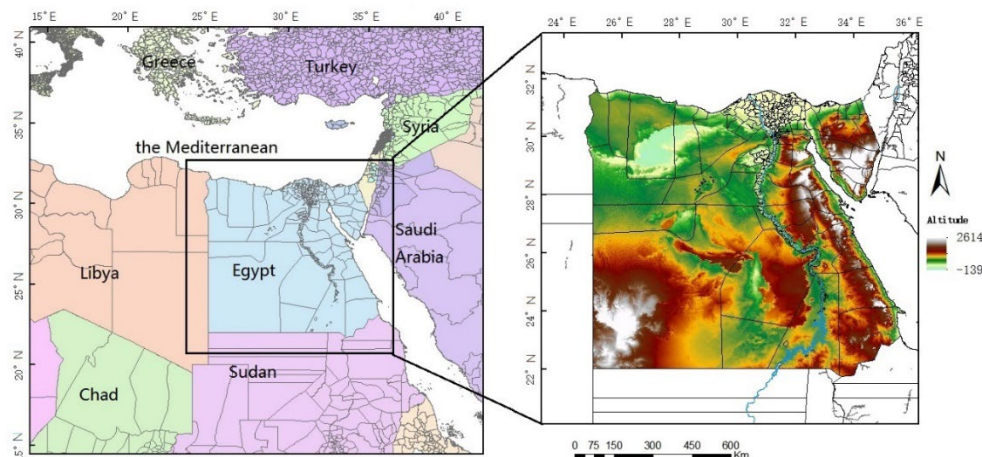 15° E 20° E 25° E 30° E 35° E 40° E
40° N
35° N
30° N
25° N
20° N
15° N
Greece
Turkey
Syria
the Mediterranean
Saudi
Arabia
Libya
Egypt
Chad
Sudan
24° E 26° E 28° E 30° E 32° E 34° E 36° E
32° N
30° N
28° N
26° N
24° N
22° N
N
Altitude
2614
-139
0 75 150 300 450 600
Km